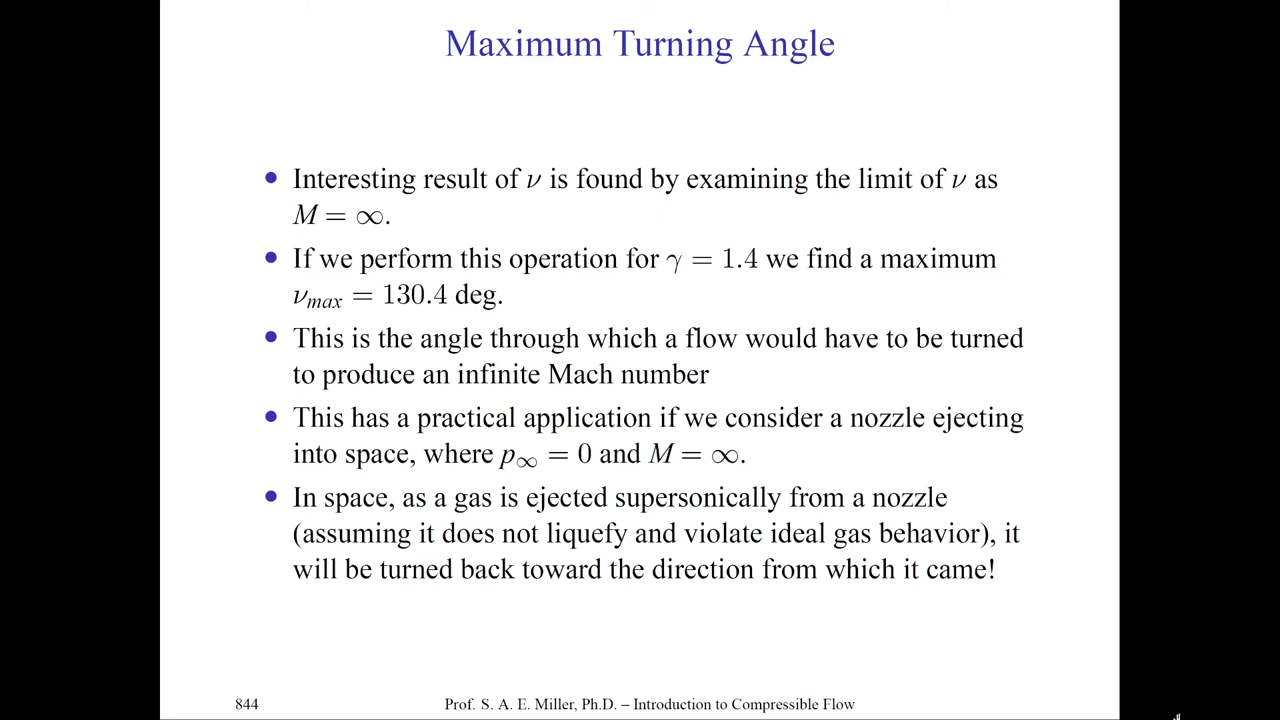 Maximum Turning Angle
• Interesting result of ν is found by examining the limit of ν as
M = ∞.
• If we perform this operation for γ = 1.4 we find a maximum
νmax = 130.4 deg.
• This is the angle through which a flow would have to be turned
to produce an infinite Mach number
• This has a practical application if we consider a nozzle ejecting
into space, where p∞ = 0 and M = ∞.
• In space, as a gas is ejected supersonically from a nozzle
(assuming it does not liquefy and violate ideal gas behavior), it
will be turned back toward the direction from which it came!
844 Prof. S. A. E. Miller, Ph.D. – Introduction to Compressible Flow